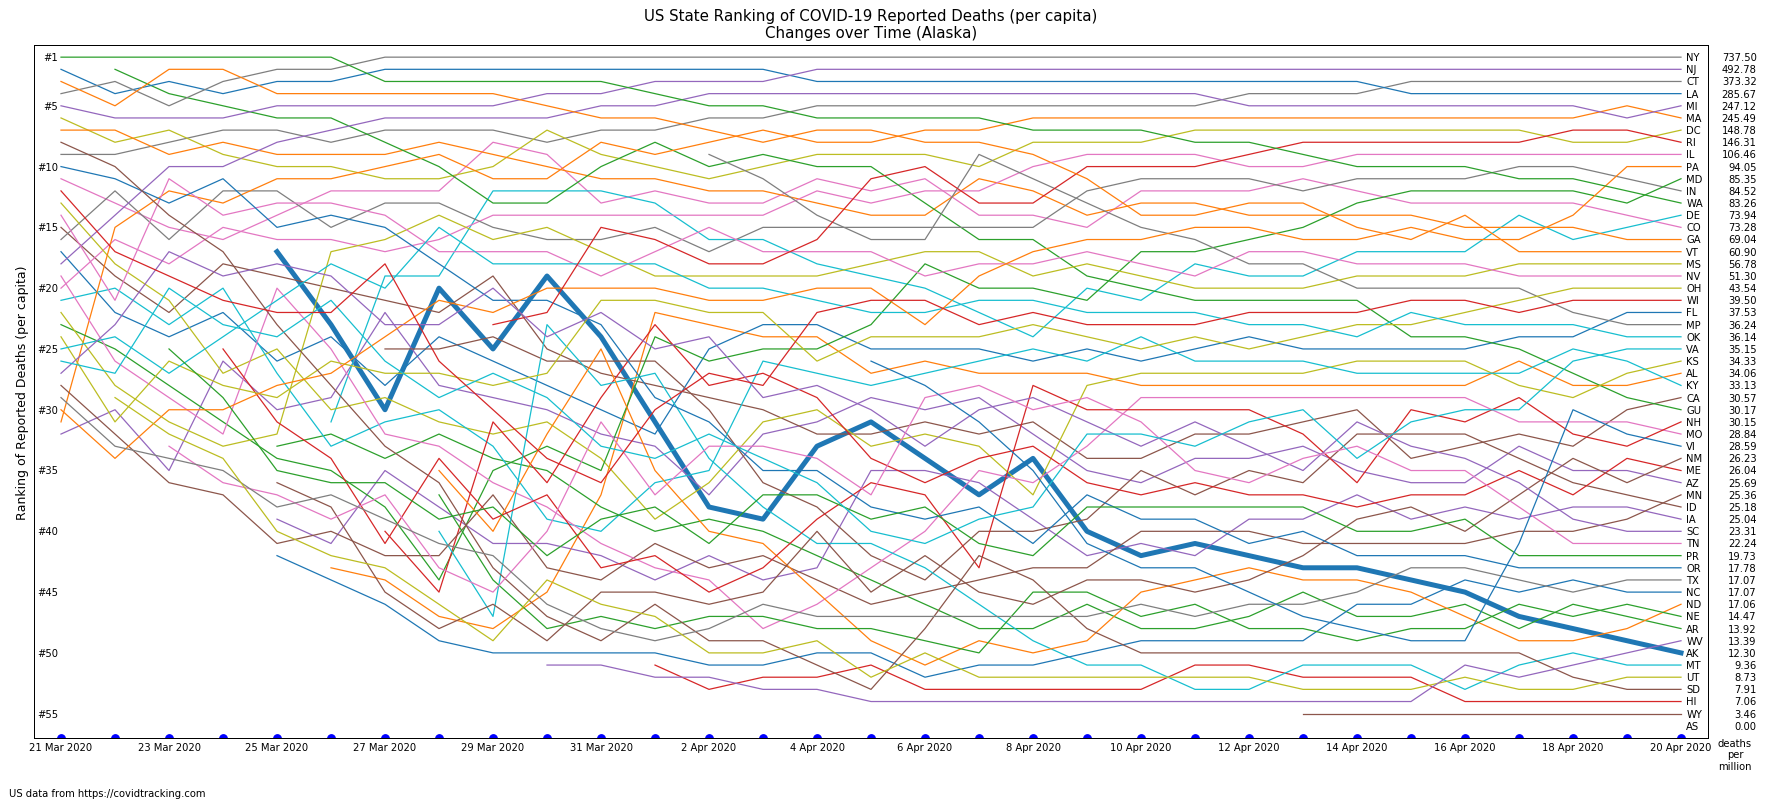 US State Ranking of COVID-19 Reported Deaths (per capita)
Changes over Time (Alaska)
Ranking of Reported Deaths (per capita)
#1
#5
#10
#15
#20
#25
#30
#35
#40
#45
#50
#55
NY 737.50
NJ 492.78
CT 373.32
LA 285.67
MI 247.12
MA 245.49
DC 148.78
RI 146.31
IL 106.46
PA 94.05
MD 85.35
IN 84.52
WA 83.26
DE 73.94
CO 73.28
GA 69.04
VT 60.90
MS 56.78
NV 51.30
OH 43.54
WI 39.50
FL 37.53
MP 36.24
OK 36.14
VA 35.15
KS 34.33
AL 34.06
KY 33.13
CA 30.57
GU 30.17
NH 30.15
MO 28.84
VI 28.59
NM 26.23
ME 26.04
AZ 25.69
MN 25.36
ID 25.18
IA 25.04
SC 23.31
TN 22.24
PR 19.73
OR 17.78
TX 17.07
NC 17.07
ND 17.06
NE 14.47
AR 13.92
WV 13.39
AK 12.30
MT 9.36
UT 8.73
SD 7.91
HI 7.06
WY 3.46
AS 0.00
21 Mar 2020 23 Mar 2020 25 Mar 2020 27 Mar 2020 29 Mar 2020 31 Mar 2020 2 Apr 2020 4 Apr 2020 6 Apr 2020 8 Apr 2020 10 Apr 2020 12 Apr 2020 14 Apr 2020 16 Apr 2020 18 Apr 2020 20 Apr 2020
deaths
per
million
US data from https://covidtracking.com